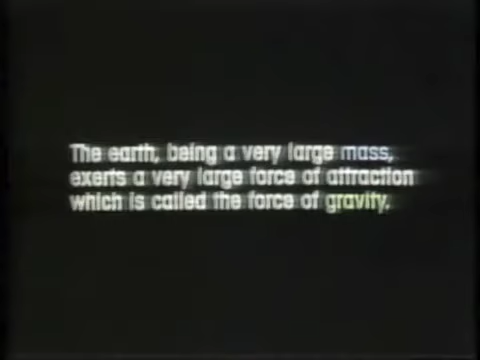 The earth, being a very large mass,
exerts a very large force of attraction
which is called the force of gravity.